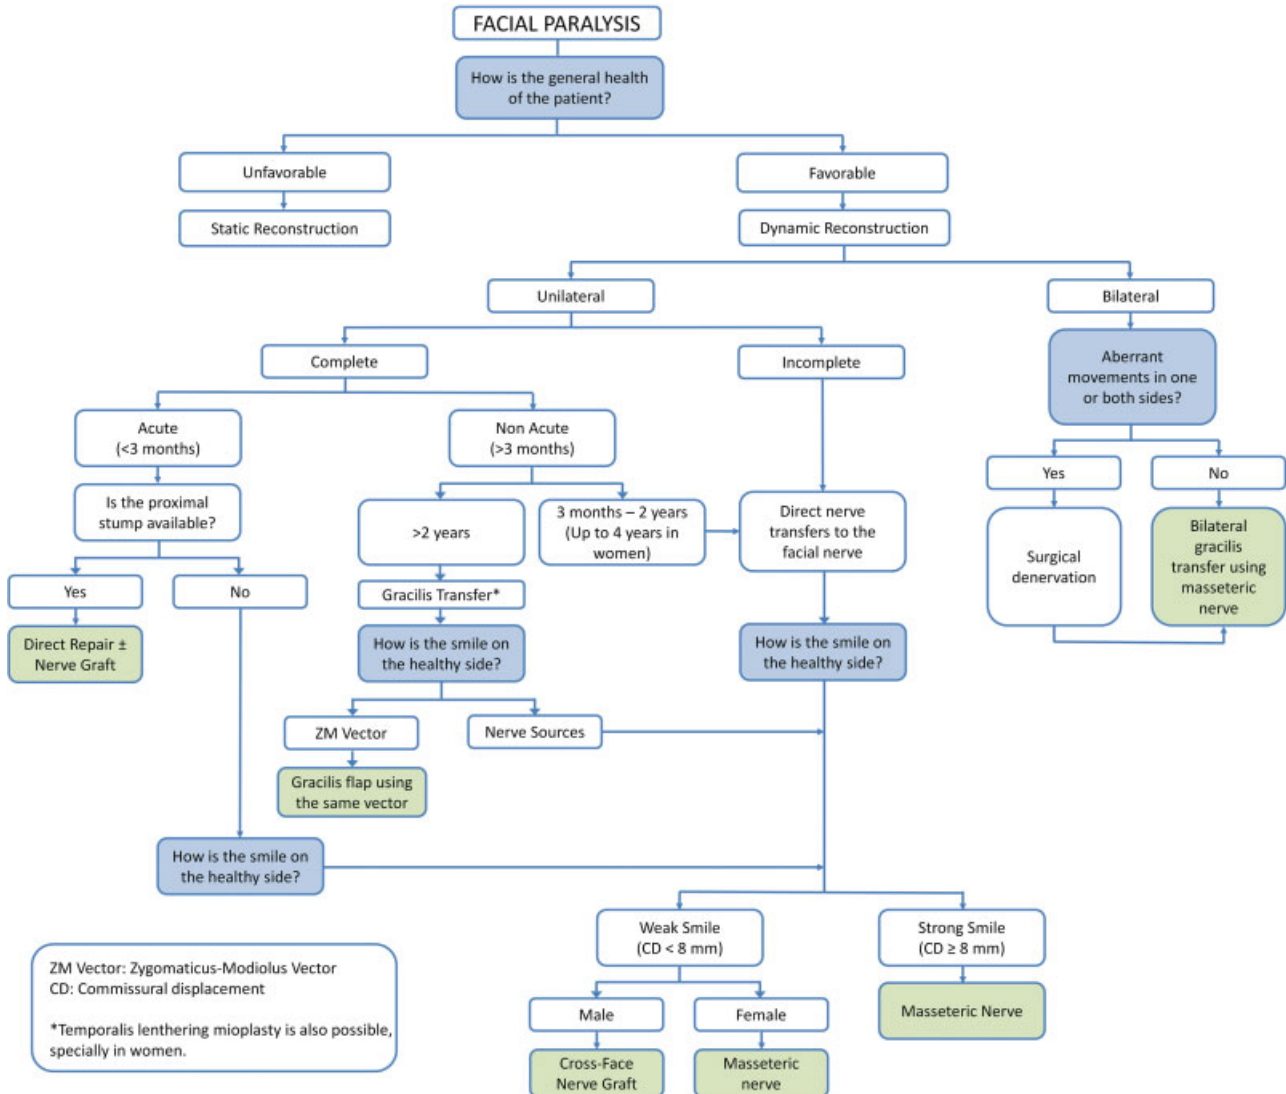 FACIAL PARALYSIS
How is the general health
of the patient?
Unfavorable
Favorable
Static Reconstruction
Dynamic Reconstruction
Unilateral
Bilateral
Complete
Incomplete
Aberrant
movements in one
or both sides?
Acute
(<3 months)
Non Acute
(>3 months)
Yes
No
Is the proximal
stump available?
>2 years
3 months – 2 years
(Up to 4 years in
women)
Direct nerve
transfers to the
facial nerve
Surgical
denervation
Bilateral
gracilis
transfer using
masseteric
nerve
Yes
No
Gracilis Transfer*
Direct Repair ±
Nerve Graft
How is the smile on
the healthy side?
How is the smile on
the healthy side?
ZM Vector
Nerve Sources
Gracilis flap using
the same vector
How is the smile on
the healthy side?
Weak Smile
(CD < 8 mm)
Strong Smile
(CD ≥ 8 mm)
Male
Female
Masseteric Nerve
Cross-Face
Nerve Graft
Masseteric
nerve
ZM Vector: Zygomaticus-Modiolus Vector
CD: Commissural displacement
*Temporalis lenthering mioplasty is also possible,
specially in women.